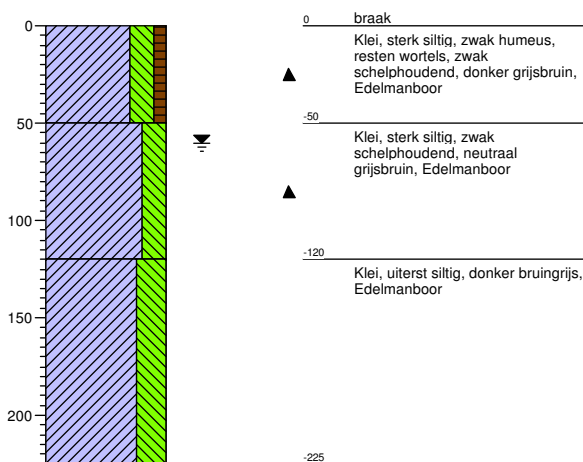 0
50
100
150
200
0
braak
Klei, sterk siltig, zwak humeus,
resten wortels, zwak
schelphoudend, donker grijsbruin,
Edelmanboor
-50
Klei, sterk siltig, zwak
schelphoudend, neutraal
grijsbruin, Edelmanboor
-120
Klei, uiterst siltig, donker bruingrijs,
Edelmanboor
-225